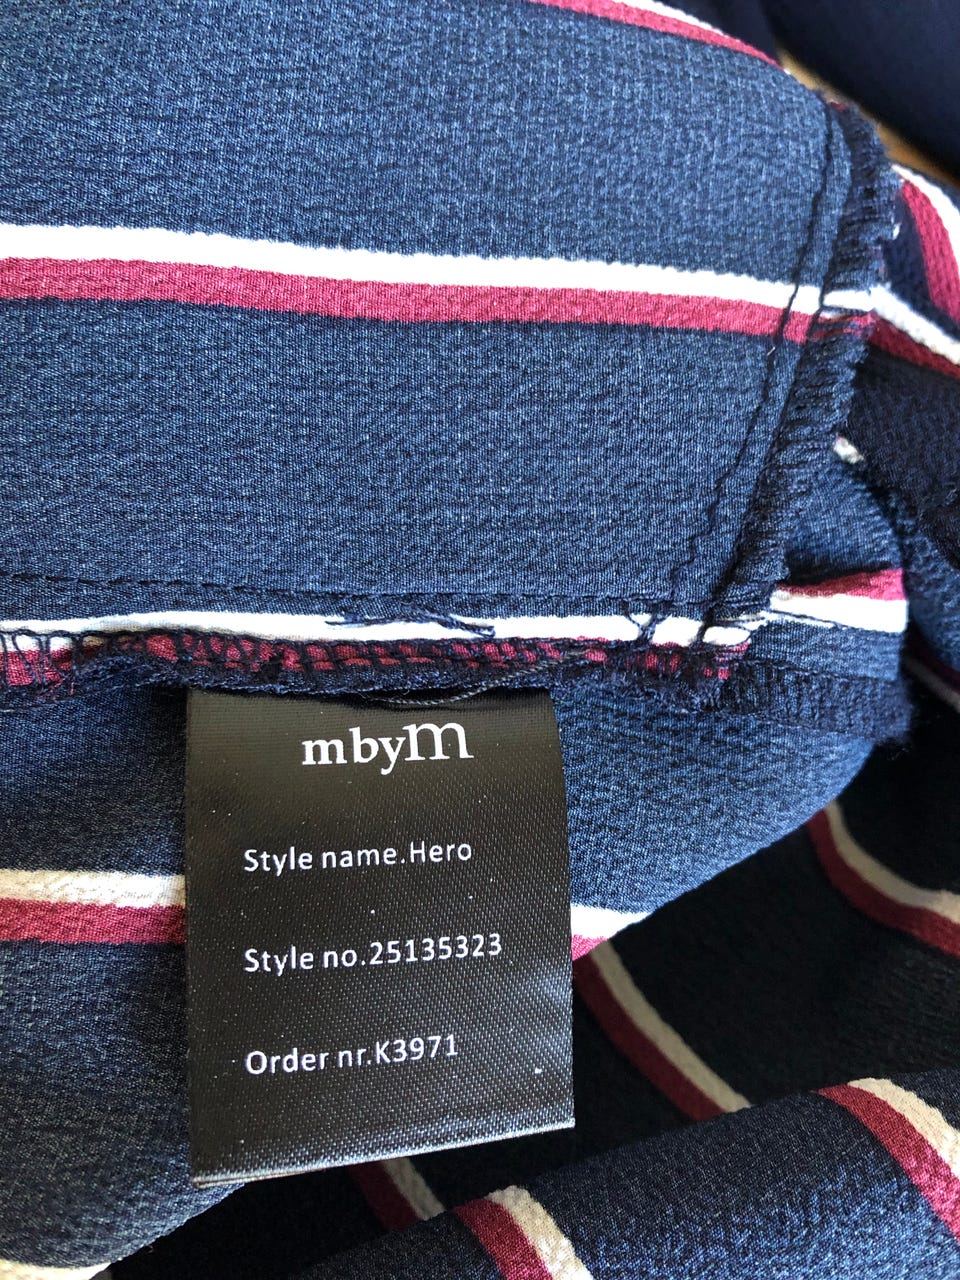 mbyM
Style name.Hero
Style no.25135323
Order nr.K3971